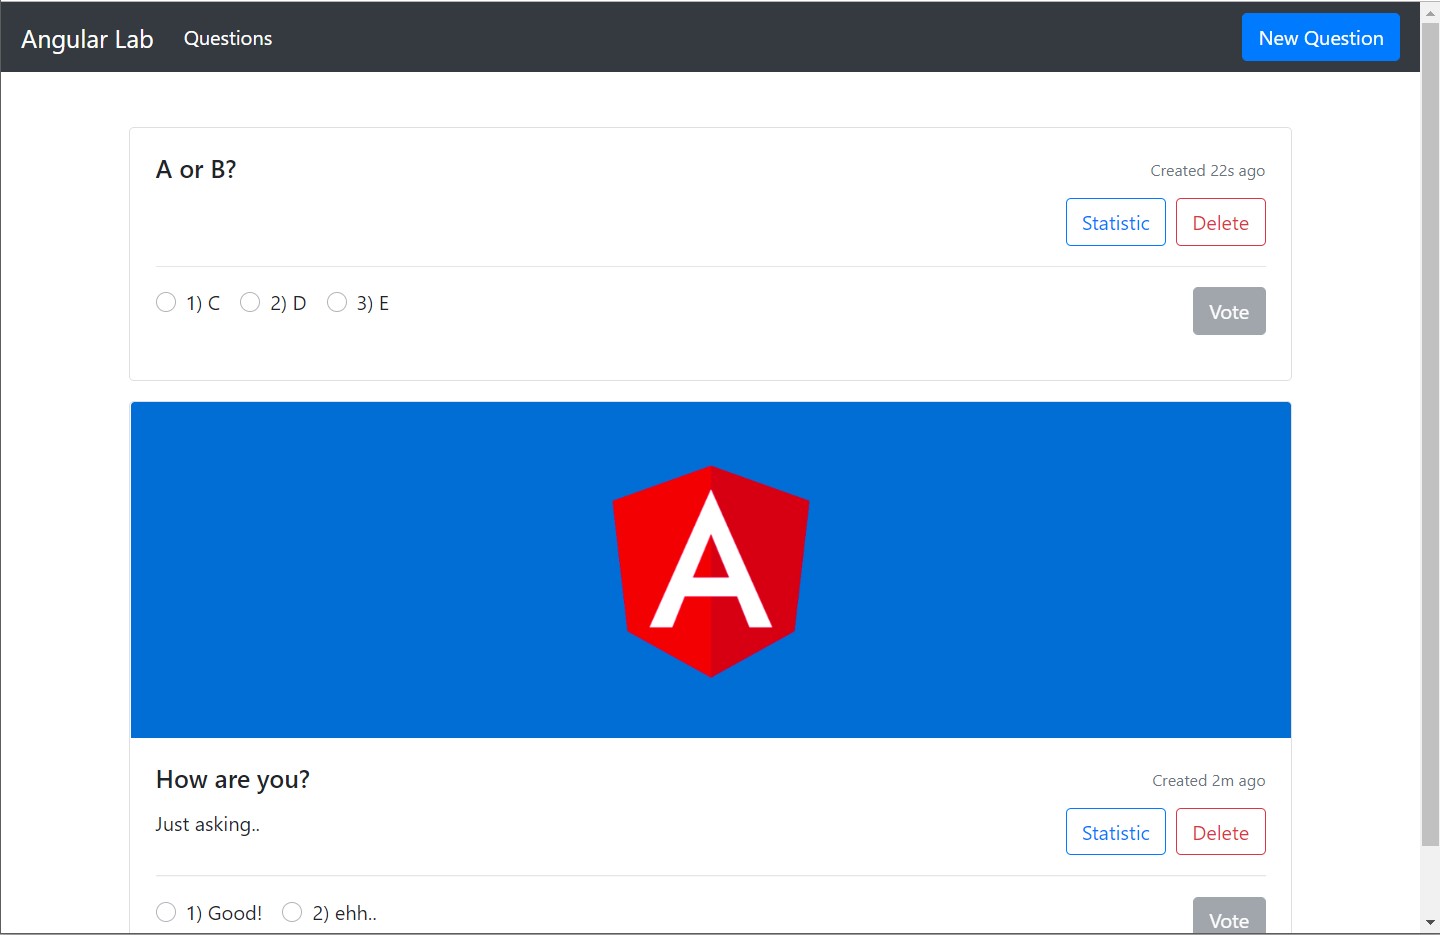 Angular Lab Questions New Question
A or B? Created 22s ago
Statistic Delete
1) C 2) D 3) E Vote
A
How are you? Created 2m ago
Just asking.. Statistic Delete
1) Good! 2) ehh.. Vote